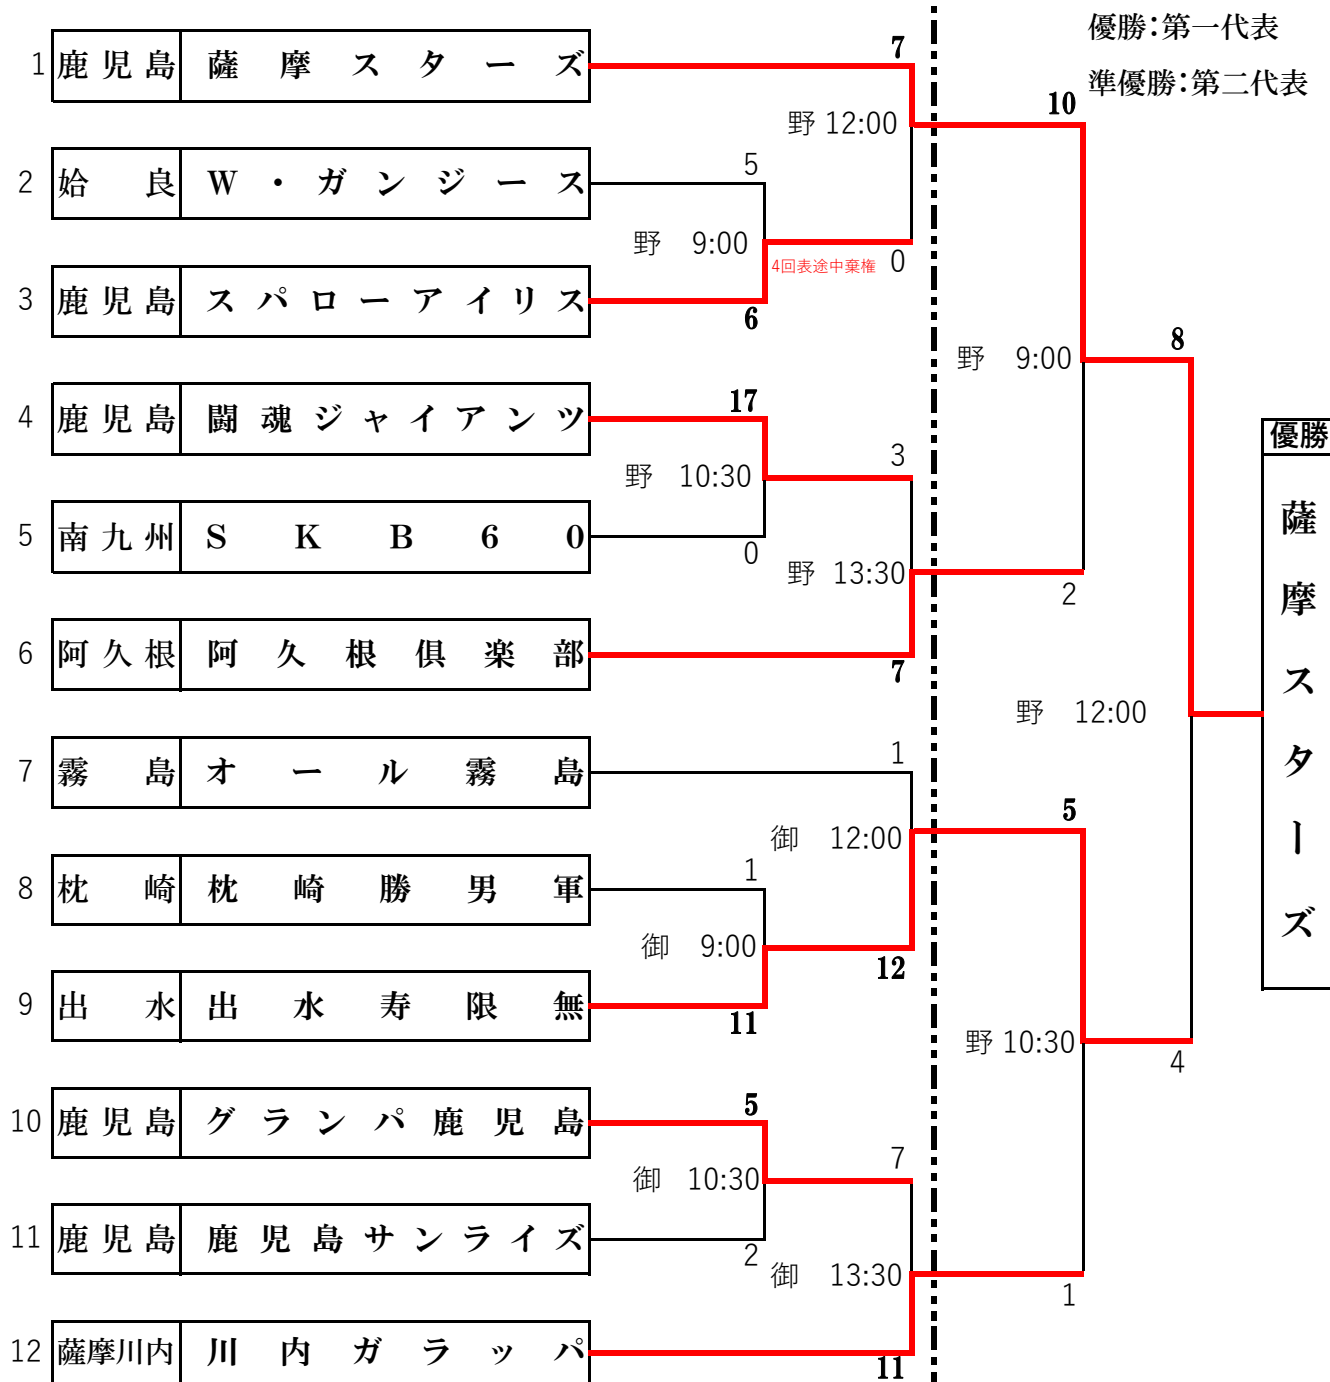 優勝：第一代表
準優勝：第二代表
1 鹿児島 薩摩スターズ
2 姶良 W・ガンジース
3 鹿児島 スパローアイリス
4 鹿児島 闘魂ジャイアンツ
5 南九州 SKB60
6 阿久根 阿久根倶楽部
7 霧島 オール霧島
8 枕崎 枕崎勝男軍
9 出水 出水寿限無
10 鹿児島 グランパ鹿児島
11 鹿児島 鹿児島サンライズ
12 薩摩川内 川内ガラッパ
5
野 9:00
6
17
野 10:30
0
1
御 9:00
11
5
御 10:30
2
7
野 12:00
4回表途中棄権
0
3
野 13:30
7
1
御 12:00
12
7
御 13:30
11
10
野 9:00
2
5
野 10:30
1
8
野 12:00
4
優勝
薩摩スターズ